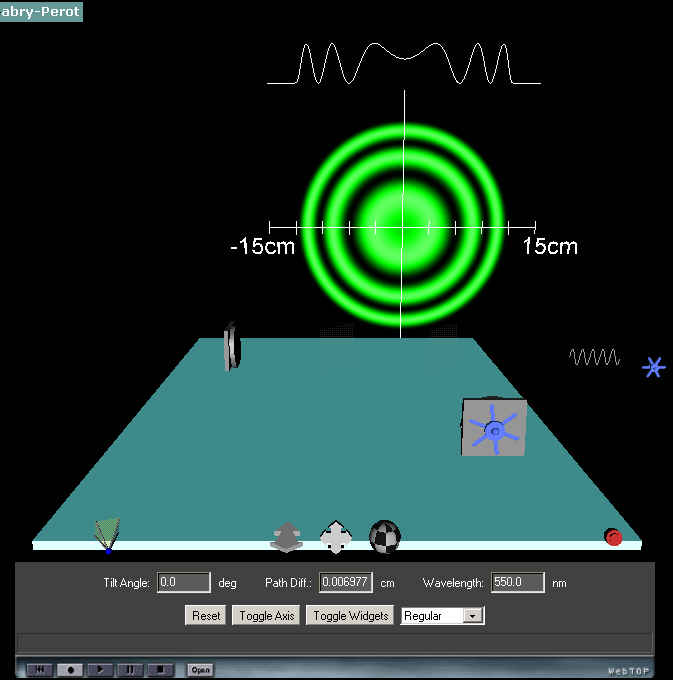 abry-Perot
-15cm 15cm
Tilt Angle: 0.0 deg Path Diff.: 0.006977 cm Wavelength: 550.0 nm
Reset Toggle Axis Toggle Widgets Regular
Open WebTOP